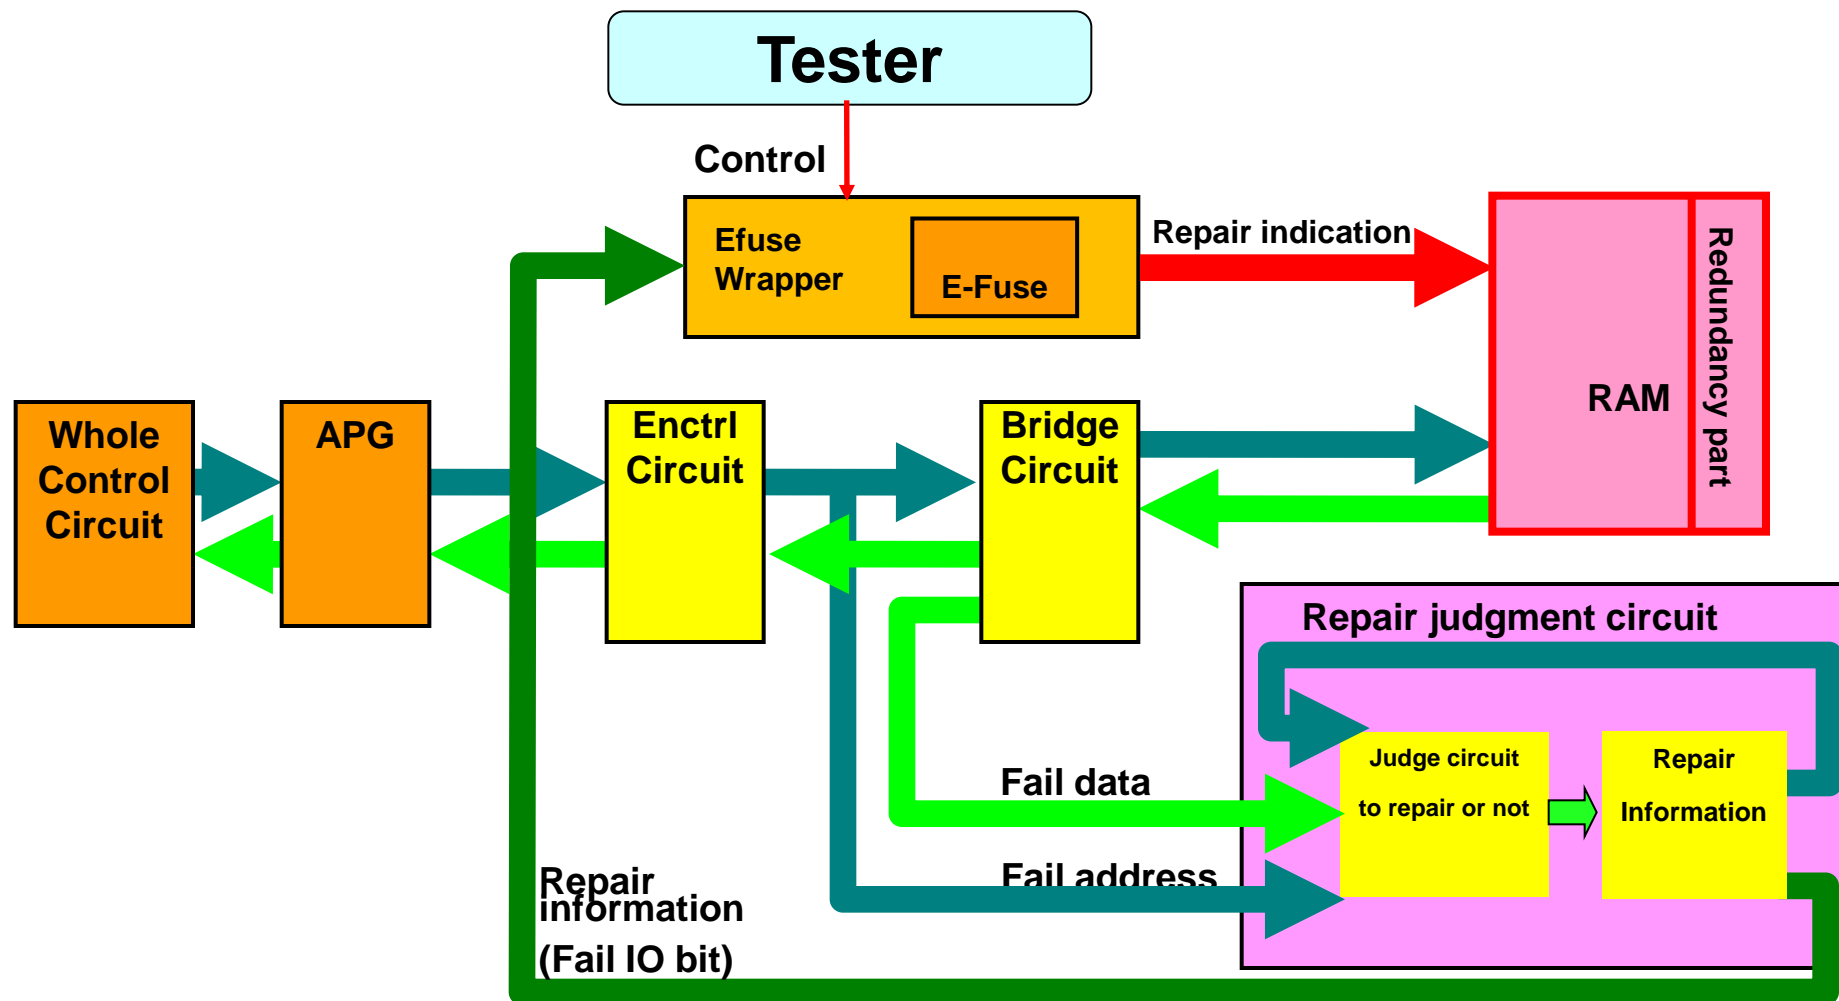 Tester
Control
Efuse
Wrapper
E-Fuse
Repair indication
RAM
Redundancy part
Whole
Control
Circuit
APG
Enctrl
Circuit
Bridge
Circuit
Repair judgment circuit
Judge circuit
to repair or not
Repair
Information
Fail data
Fail address
Repair
information
(Fail IO bit)